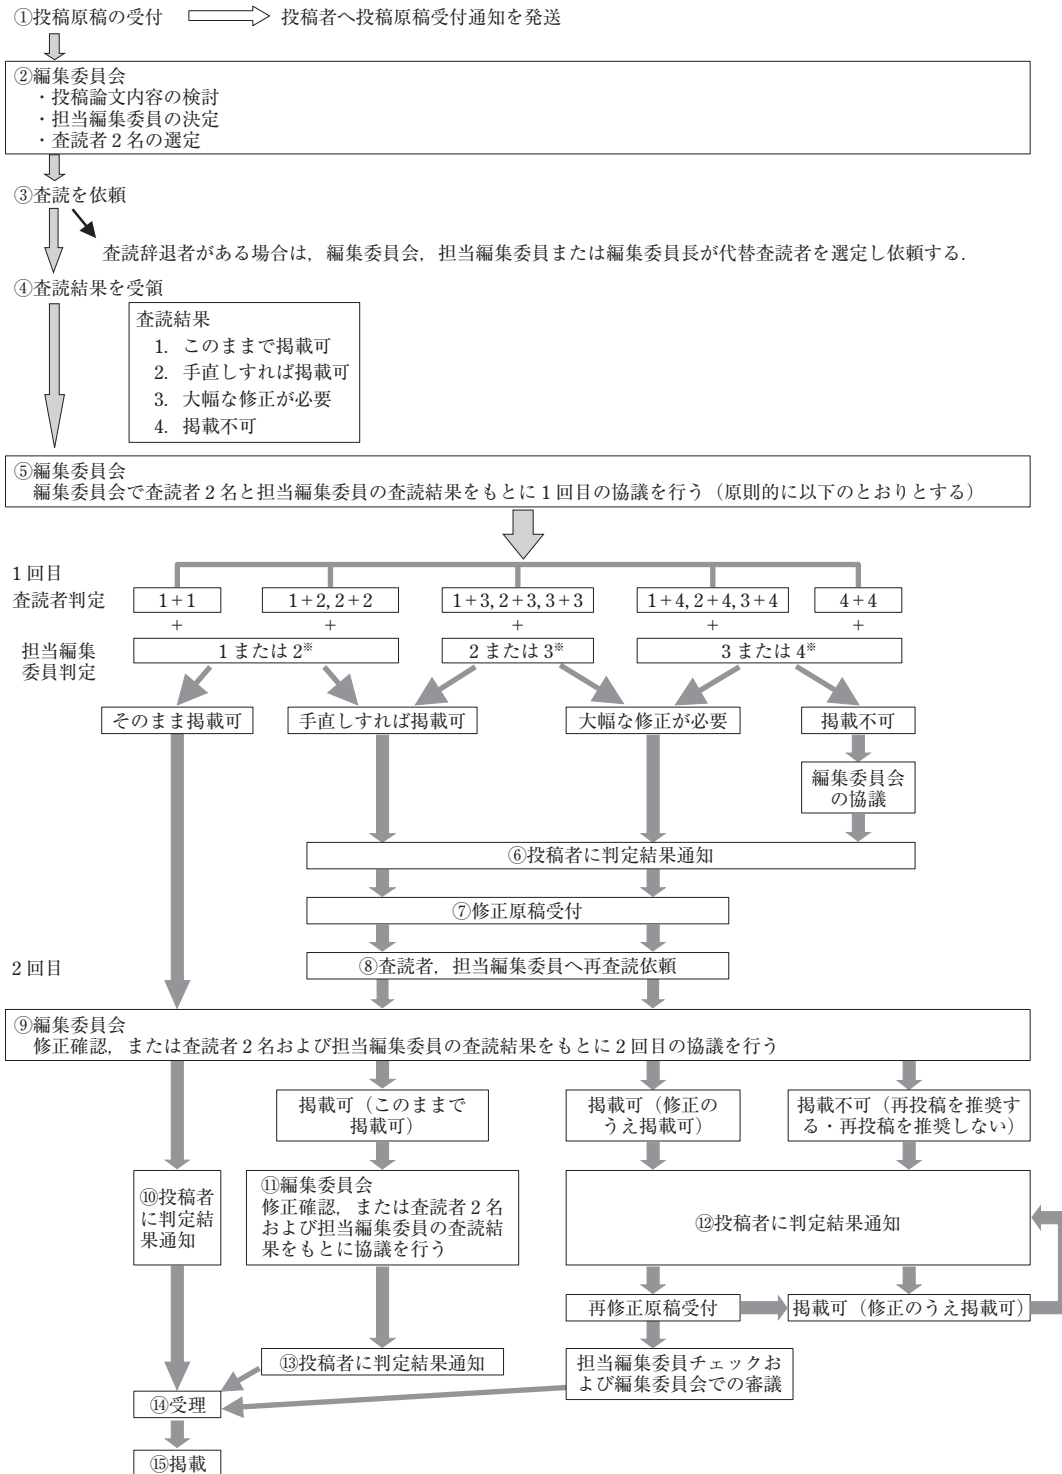 ①投稿原稿の受付 投稿者へ投稿原稿受付通知を発送
②編集委員会
・投稿論文内容の検討
・担当編集委員の決定
・査読者2名の選定
③査読を依頼
査読辞退者がある場合は，編集委員会，担当編集委員または編集委員長が代替査読者を選定し依頼する.
④査読結果を受領
査読結果
1. このままで掲載可
2. 手直しすれば掲載可
3. 大幅な修正が必要
4. 掲載不可
⑤編集委員会
編集委員会で査読者2名と担当編集委員の査読結果をもとに1回目の協議を行う（原則的に以下のとおりとする）
1回目
査読者判定 1+1 1+2, 2+2 1+3, 2+3, 3+3 1+4, 2+4, 3+4 4+4
+ + + + +
担当編集
委員判定
1または2※ 2または3※ 3または4※
そのまま掲載可 手直しすれば掲載可 大幅な修正が必要 掲載不可
編集委員会
の協議
⑥投稿者に判定結果通知
⑦修正原稿受付
2回目
⑧査読者，担当編集委員へ再査読依頼
⑨編集委員会
修正確認，または査読者2名および担当編集委員の査読結果をもとに2回目の協議を行う
掲載可（このままで
掲載可）
掲載可（修正の
うえ掲載可）
掲載不可（再投稿を推奨す
る・再投稿を推奨しない）
⑩投稿者
に判定結
果通知
⑪編集委員会
修正確認，または査読者2名
および担当編集委員の査読結
果をもとに協議を行う
⑫投稿者に判定結果通知
再修正原稿受付 掲載可（修正のうえ掲載可）
⑬投稿者に判定結果通知
担当編集委員チェックお
よび編集委員会での審議
⑭受理
⑮掲載